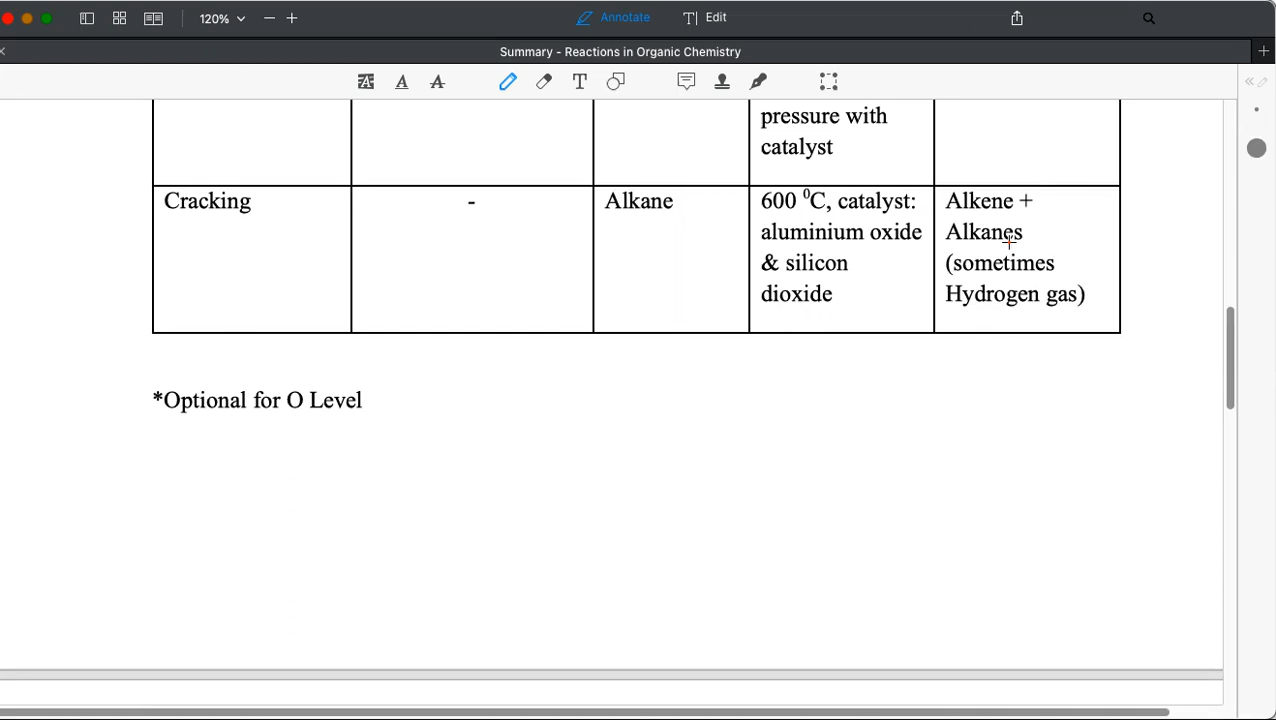 120%
Annotate
T| Edit
Summary - Reactions in Organic Chemistry
pressure with
catalyst
Cracking
-
Alkane
600 ⁰C, catalyst:
aluminium oxide
& silicon
dioxide
Alkene +
Alkanes
(sometimes
Hydrogen gas)
*Optional for O Level